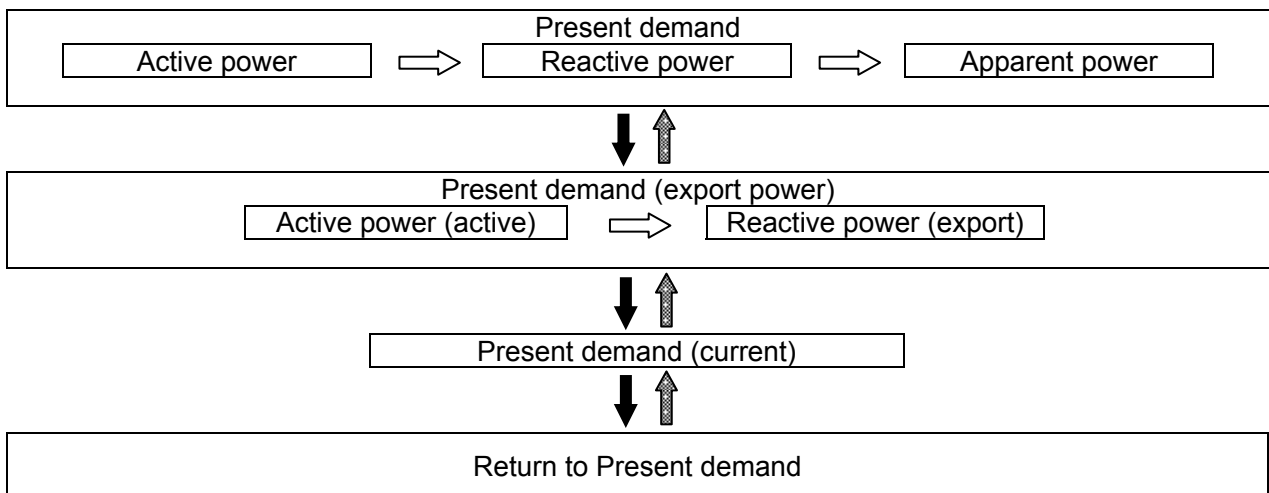 Present demand
Active power Reactive power Apparent power
Present demand (export power)
Active power (active) Reactive power (export)
Present demand (current)
Return to Present demand